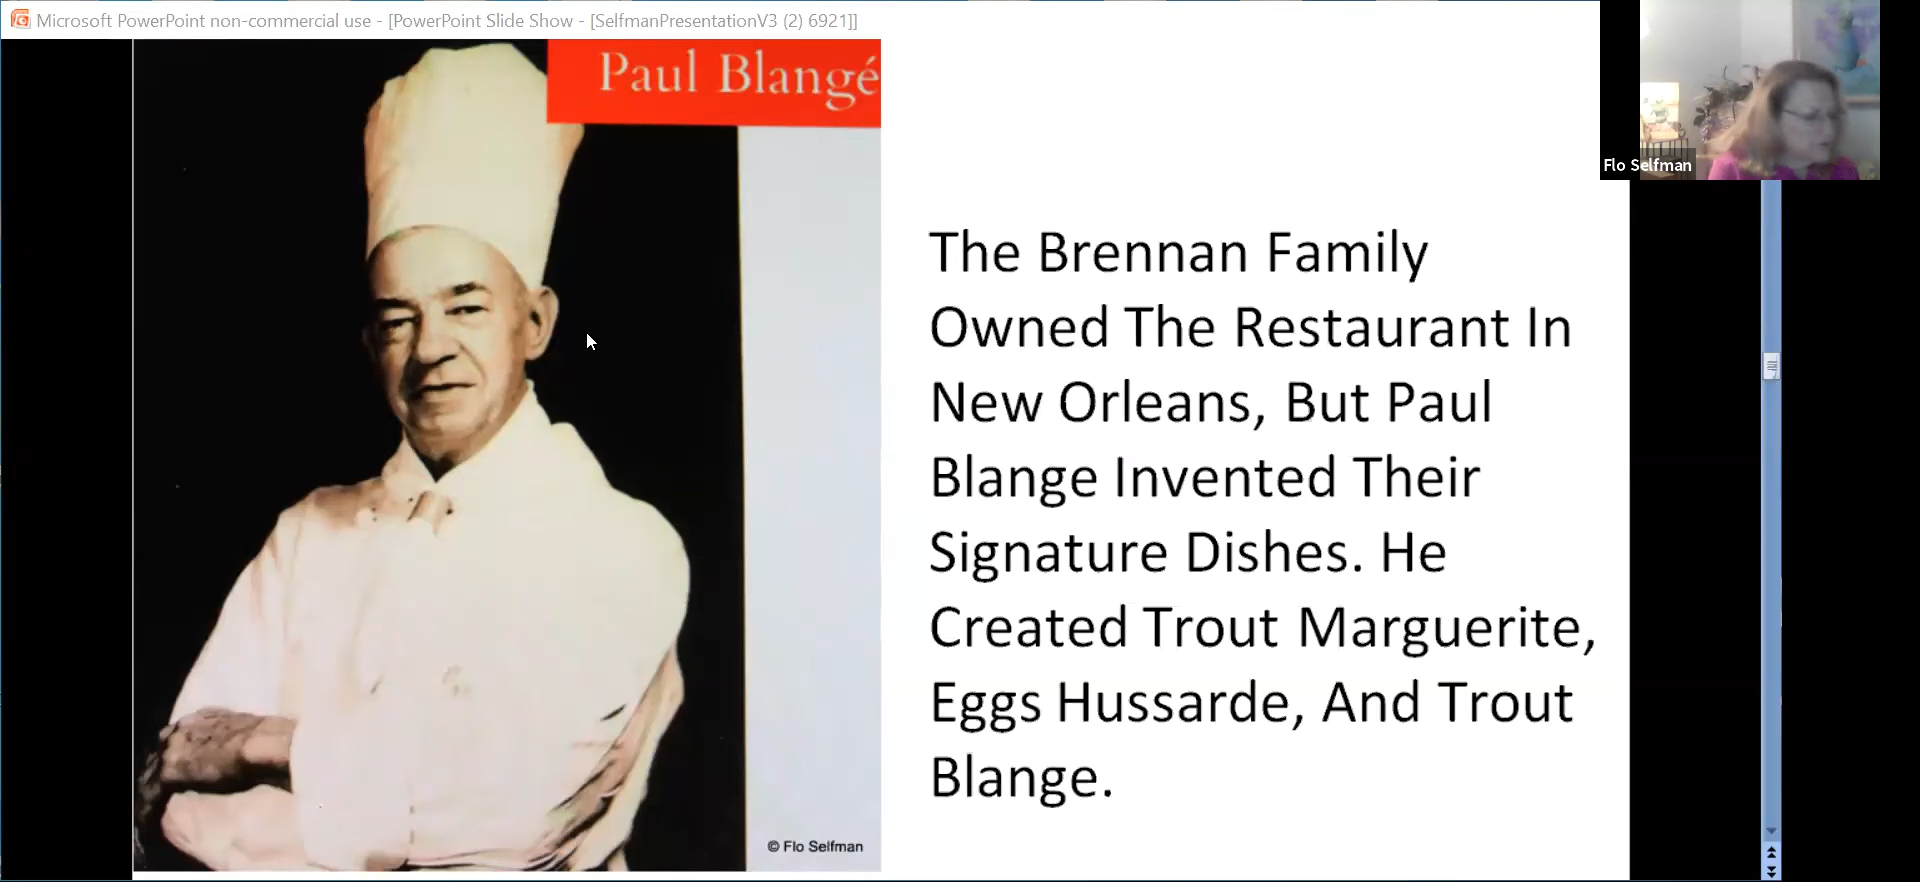 Microsoft PowerPoint non-commercial use - [PowerPoint Slide Show - [SelfmanPresentationV3 (2) 6921]]
Paul Blangé
Flo Selfman
The Brennan Family
Owned The Restaurant In
New Orleans, But Paul
Blange Invented Their
Signature Dishes. He
Created Trout Marguerite,
Eggs Hussarde, And Trout
Blange.
© Flo Selfman